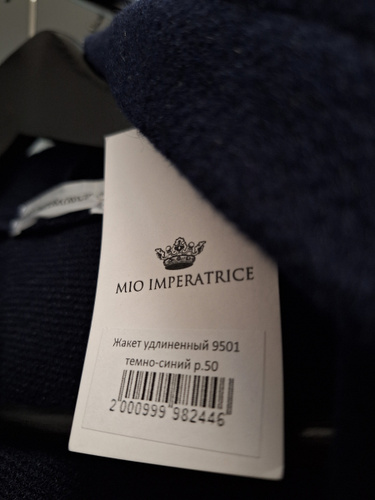 MIO IMPERATRICE
Жакет удлиненный 9501
темно-синий р.50
2 000999 982446